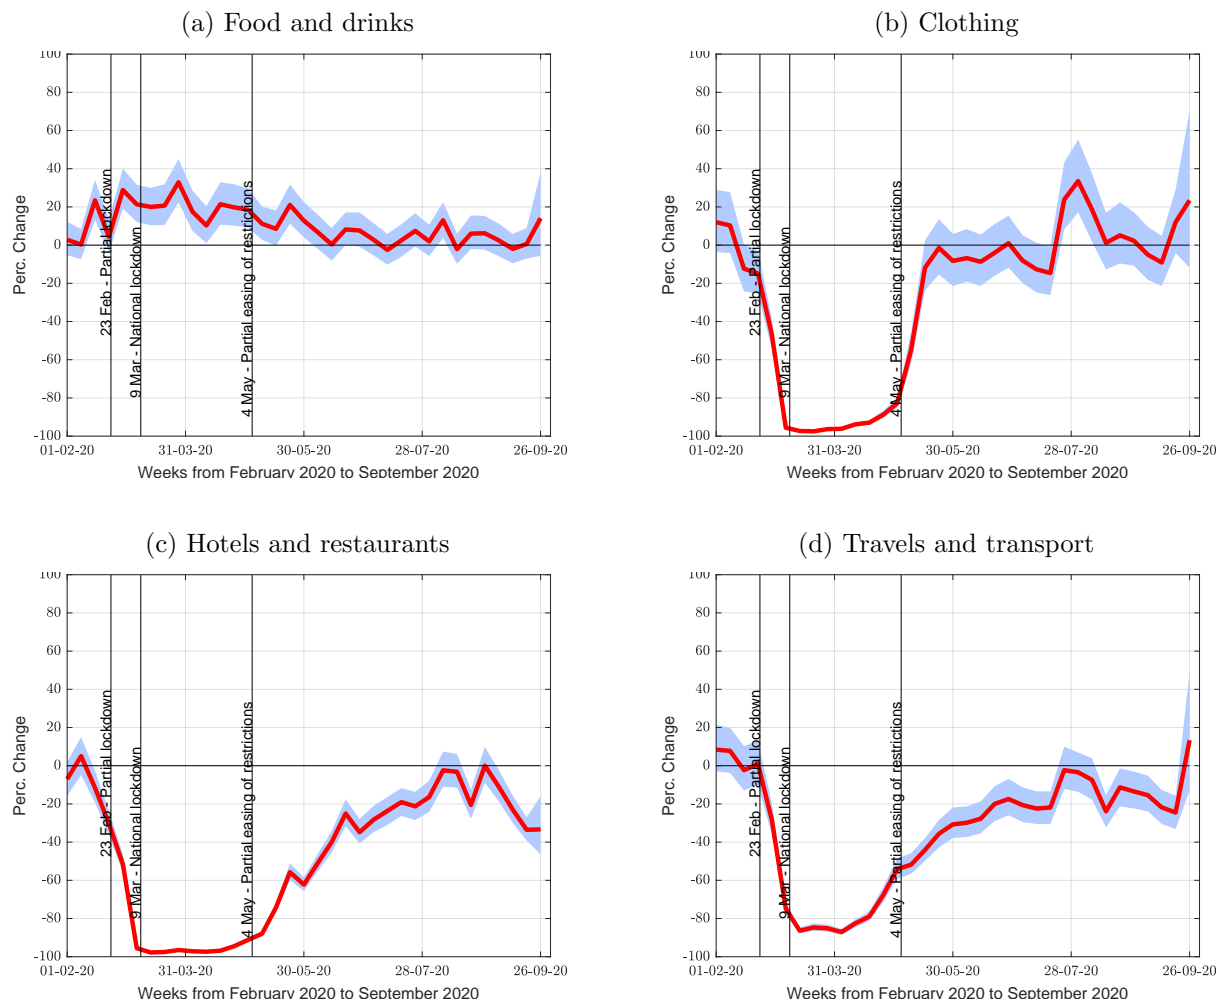 (a) Food and drinks
100
80
60
40
20
0
-20
-40
-60
-80
-100
Perc. Change
23 Feb - Partial lockdown
9 Mar - National lockdown
4 May - Partial easing of restrictions
01-02-20 31-03-20 30-05-20 28-07-20 26-09-20
Weeks from February 2020 to September 2020
(b) Clothing
100
80
60
40
20
0
-20
-40
-60
-80
-100
Perc. Change
23 Feb - Partial lockdown
9 Mar - National lockdown
4 May - Partial easing of restrictions
01-02-20 31-03-20 30-05-20 28-07-20 26-09-20
Weeks from February 2020 to September 2020
(c) Hotels and restaurants
100
80
60
40
20
0
-20
-40
-60
-80
-100
Perc. Change
23 Feb - Partial lockdown
9 Mar - National lockdown
4 May - Partial easing of restrictions
01-02-20 31-03-20 30-05-20 28-07-20 26-09-20
Weeks from February 2020 to September 2020
(d) Travels and transport
100
80
60
40
20
0
-20
-40
-60
-80
-100
Perc. Change
23 Feb - Partial lockdown
9 Mar - National lockdown
4 May - Partial easing of restrictions
01-02-20 31-03-20 30-05-20 28-07-20 26-09-20
Weeks from February 2020 to September 2020